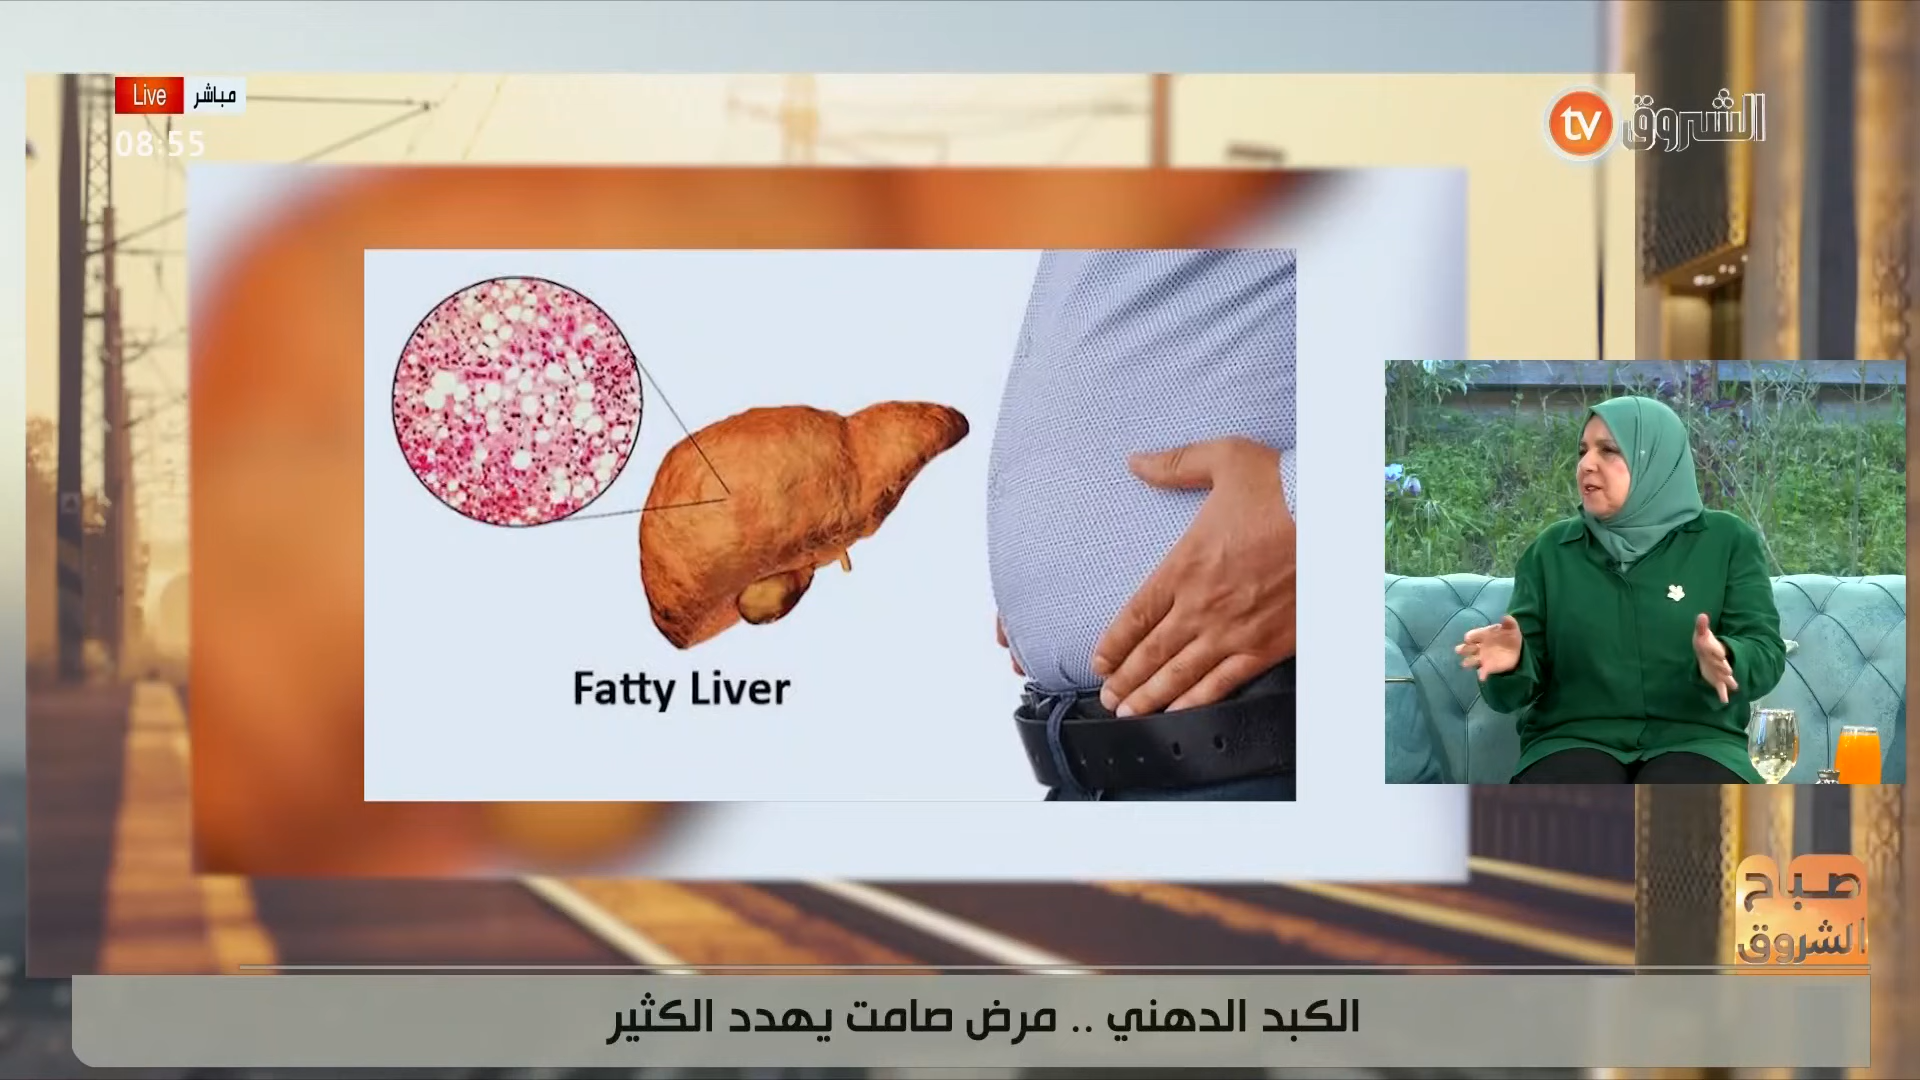 Live مباشر
08:55
الشروق tv
Fatty Liver
صباح
الشروق
الكبد الدهني .. مرض صامت يهدد الكثير